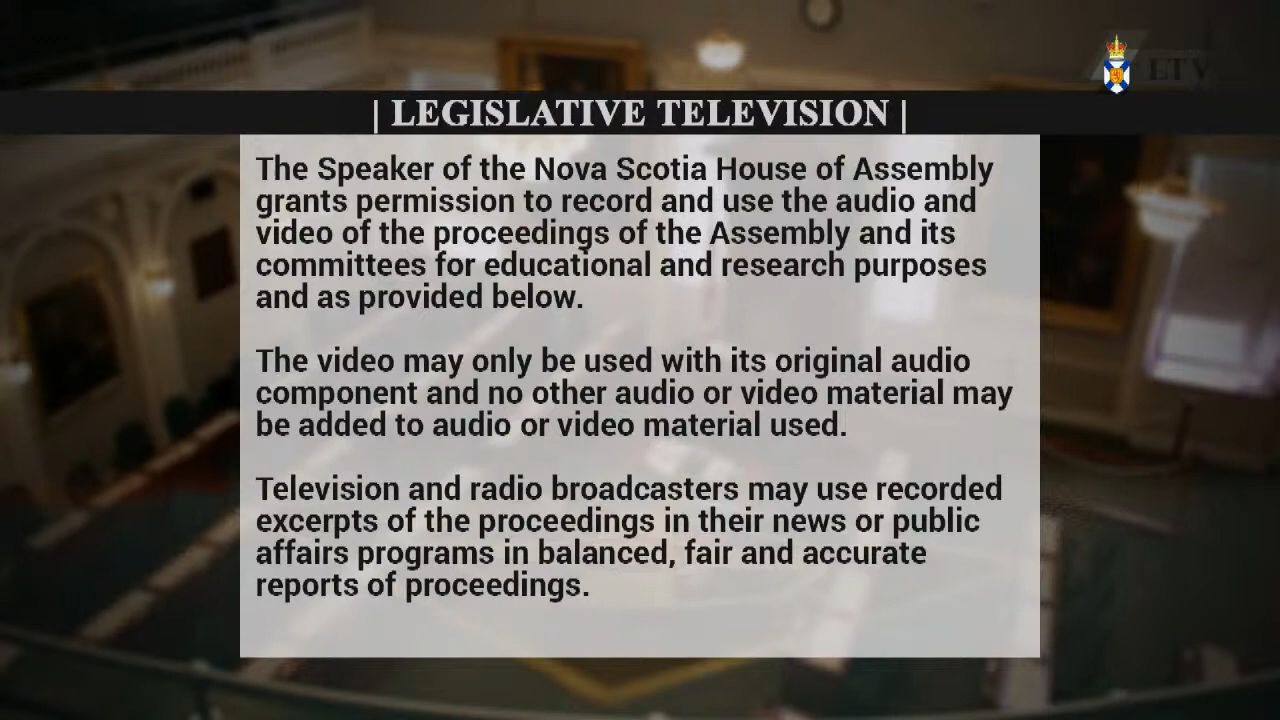 | LEGISLATIVE TELEVISION |
The Speaker of the Nova Scotia House of Assembly
grants permission to record and use the audio and
video of the proceedings of the Assembly and its
committees for educational and research purposes
and as provided below.
The video may only be used with its original audio
component and no other audio or video material may
be added to audio or video material used.
Television and radio broadcasters may use recorded
excerpts of the proceedings in their news or public
affairs programs in balanced, fair and accurate
reports of proceedings.